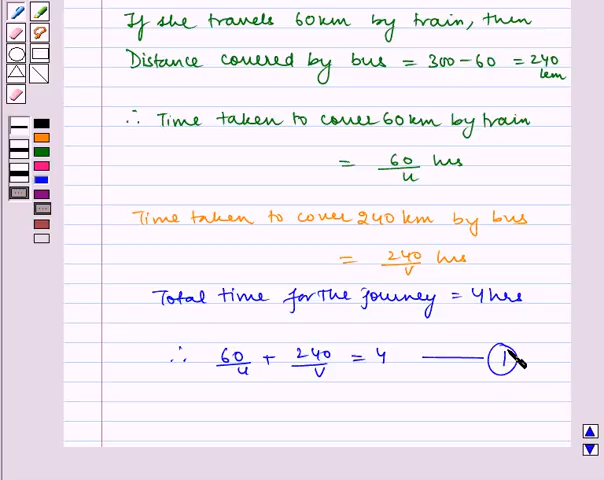 If she travels 60km by train, then
Distance covered by bus = 300 - 60 = 240 km
∴ Time taken to cover 60 km by train
= 60/u hrs
Time taken to cover 240 km by bus
= 240/v hrs
Total time for the journey = 4 hrs
∴ 60/u + 240/v = 4 —— ①